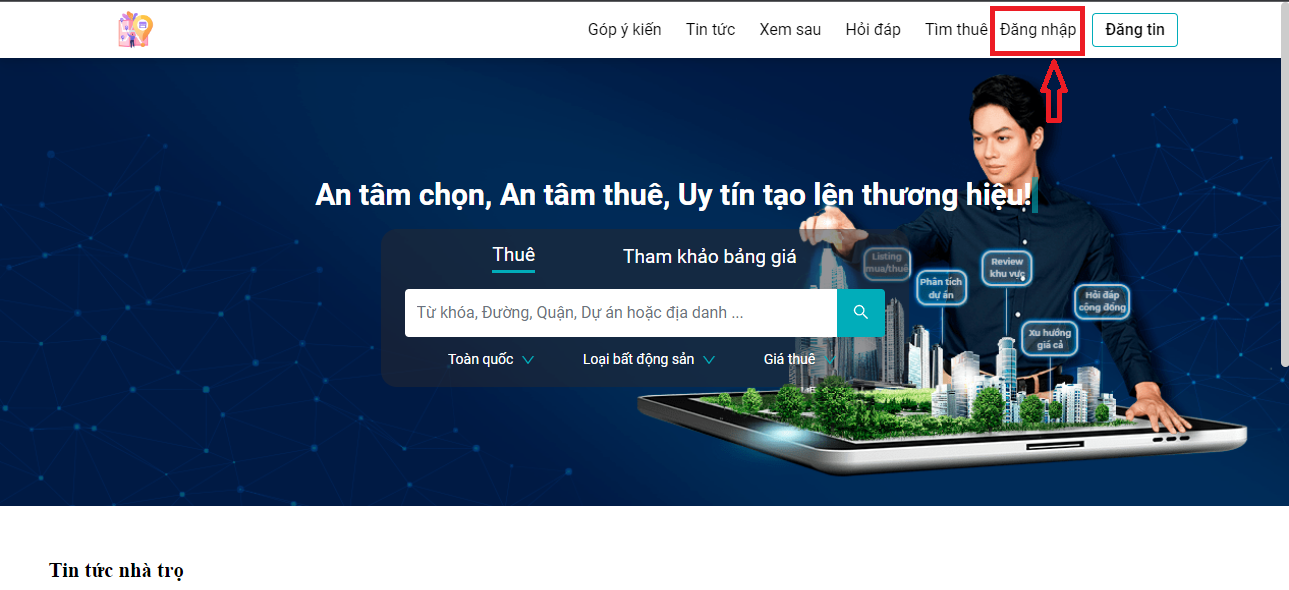 Góp ý kiến Tin tức Xem sau Hỏi đáp Tìm thuê Đăng nhập Đăng tin
An tâm chọn, An tâm thuê, Uy tín tạo lên thương hiệu!
Thuê Tham khảo bảng giá
Từ khóa, Đường, Quận, Dự án hoặc địa danh ...
Toàn quốc Loại bất động sản Giá thuê
Listing
mua/thuê
Phân tích
dự án
Review
khu vực
Hỏi đáp
cộng đồng
Xu hướng
giá cả
Tin tức nhà trọ